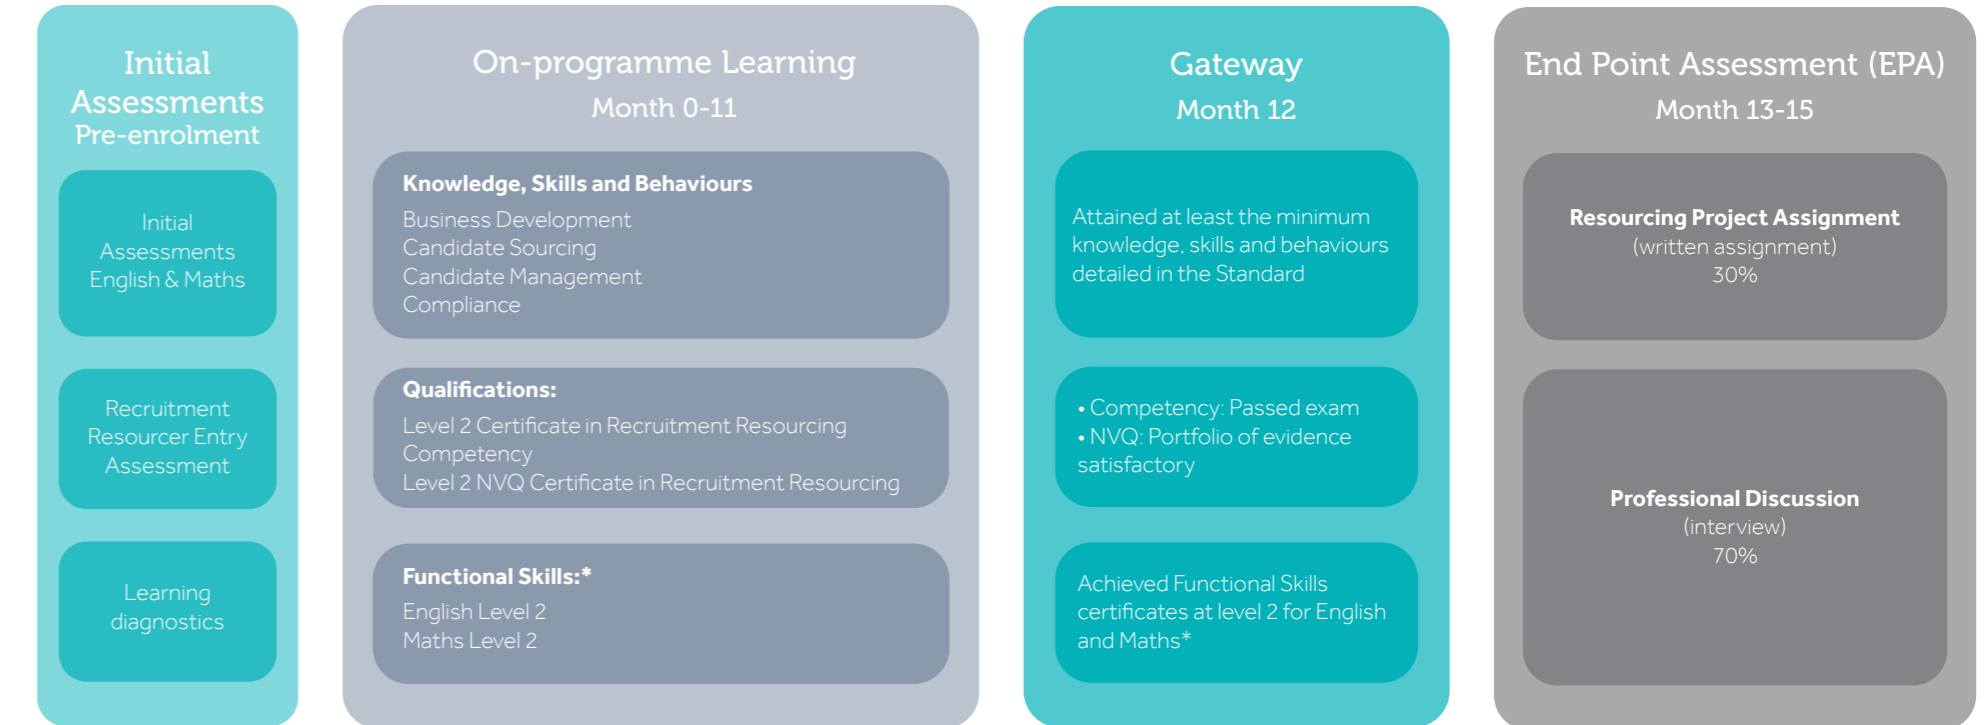 Initial
Assessments
Pre-enrolment
Initial
Assessments
English & Maths
Recruitment
Resourcer Entry
Assessment
Learning
diagnostics
On-programme Learning
Month 0-11
Knowledge, Skills and Behaviours
Business Development
Candidate Sourcing
Candidate Management
Compliance
Qualifications:
Level 2 Certificate in Recruitment Resourcing
Competency
Level 2 NVQ Certificate in Recruitment Resourcing
Functional Skills:*
English Level 2
Maths Level 2
Gateway
Month 12
Attained at least the minimum
knowledge, skills and behaviours
detailed in the Standard
• Competency: Passed exam
• NVQ: Portfolio of evidence
satisfactory
Achieved Functional Skills
certificates at level 2 for English
and Maths*
End Point Assessment (EPA)
Month 13-15
Resourcing Project Assignment
(written assignment)
30%
Professional Discussion
(interview)
70%